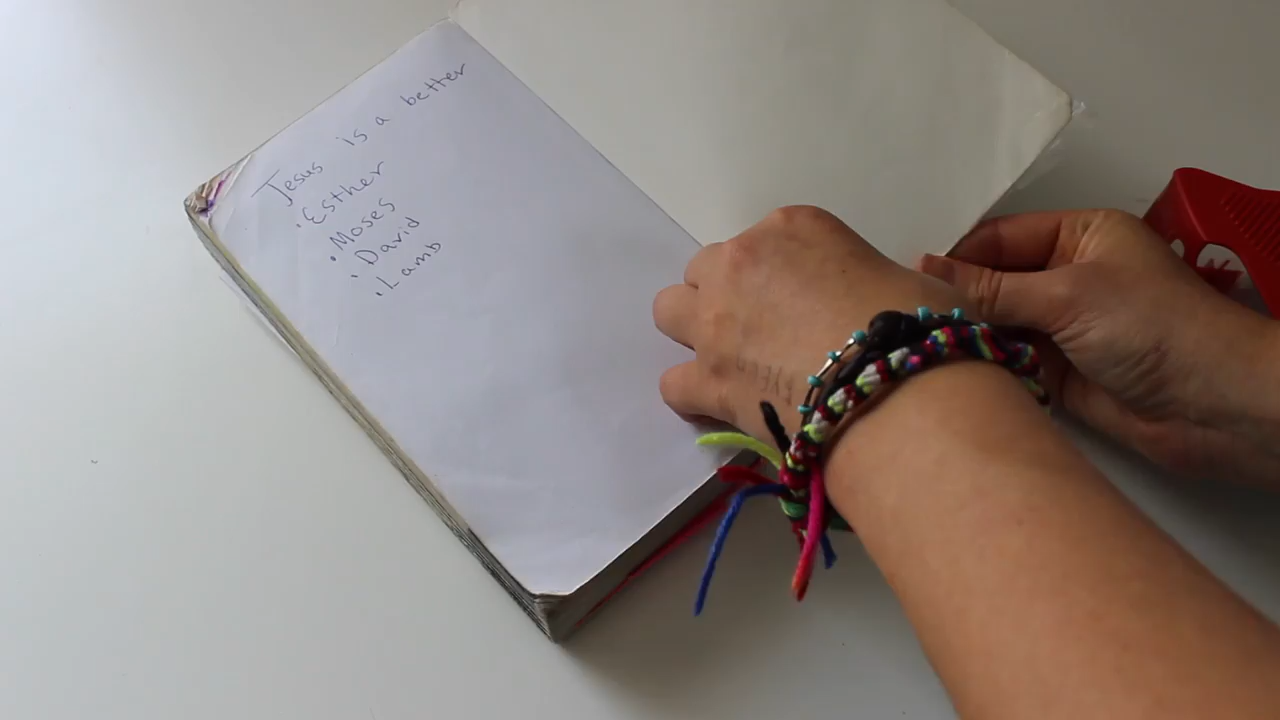 Jesus is a better
· Esther
· Moses
· David
· Lamb